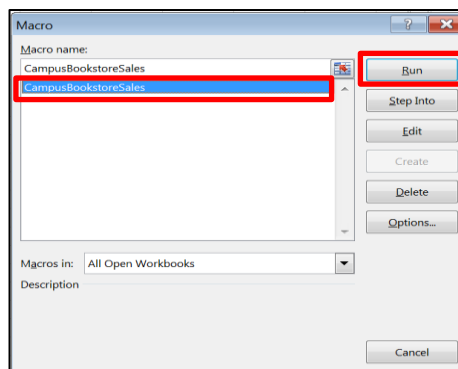 Macro
?
Macro name:
CampusBookstoreSales
CampusBookstoreSales
Run
Step Into
Edit
Create
Delete
Options...
Macros in: All Open Workbooks
Description
Cancel